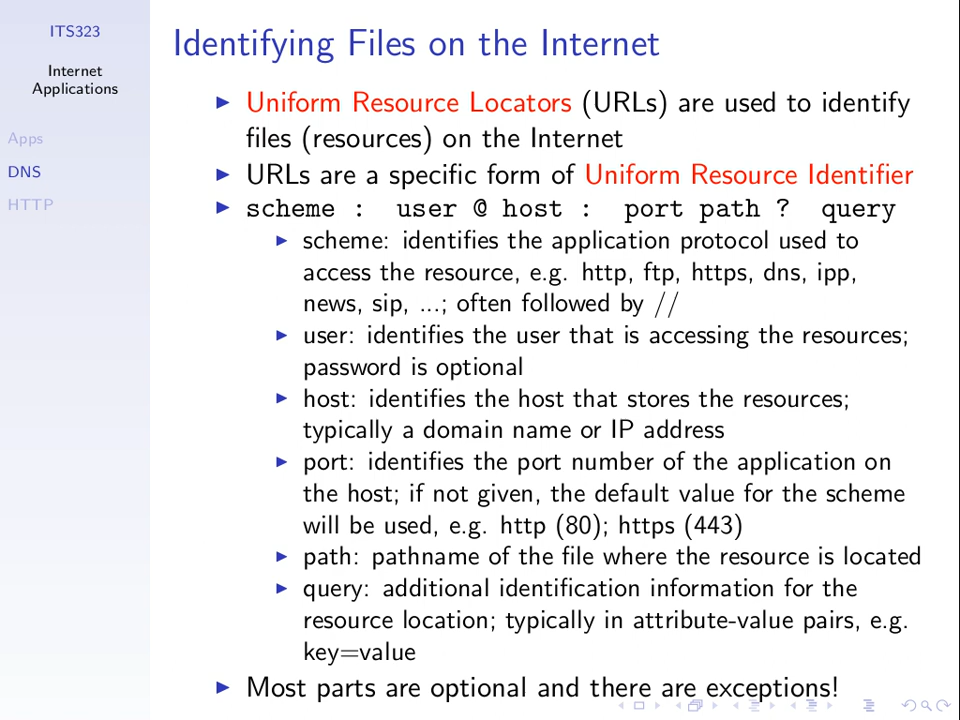 ITS323
Internet
Applications
Apps
DNS
HTTP
Identifying Files on the Internet
Uniform Resource Locators (URLs) are used to identify
files (resources) on the Internet
URLs are a specific form of Uniform Resource Identifier
scheme : user @ host : port path ? query
scheme: identifies the application protocol used to
access the resource, e.g. http, ftp, https, dns, ipp,
news, sip, ...; often followed by //
user: identifies the user that is accessing the resources;
password is optional
host: identifies the host that stores the resources;
typically a domain name or IP address
port: identifies the port number of the application on
the host; if not given, the default value for the scheme
will be used, e.g. http (80); https (443)
path: pathname of the file where the resource is located
query: additional identification information for the
resource location; typically in attribute-value pairs, e.g.
key=value
Most parts are optional and there are exceptions!